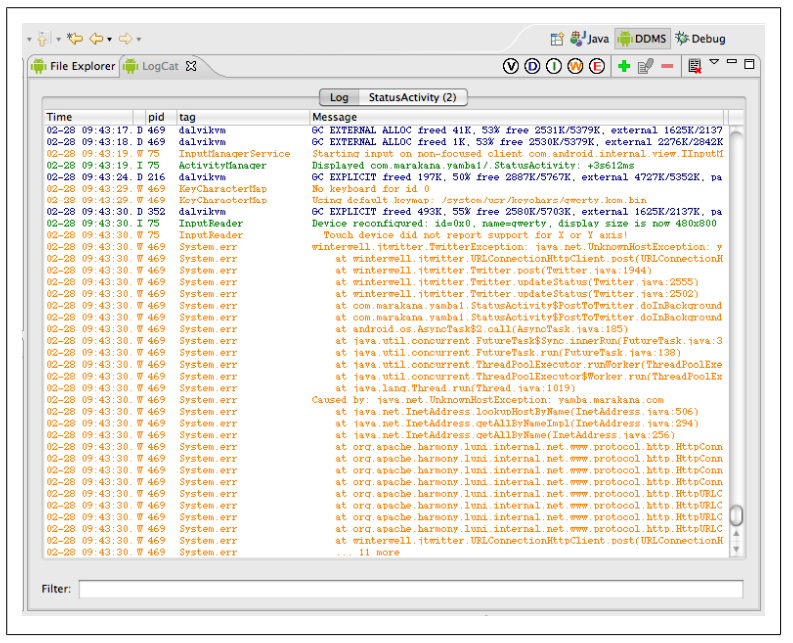 Java DDMS Debug
File Explorer LogCat
V D I W E
Log StatusActivity (2)
Time pid tag Message
02-28 09:43:17. D 469 dalvikvm GC EXTERNAL ALLOC freed 41K, 53% free 2531K/5379K, external 1625K/2137
02-28 09:43:18. D 469 dalvikvm GC EXTERNAL ALLOC freed 1K, 53% free 2530K/5379K, external 2276K/2842K
02-28 09:43:19. W 75 InputManagerService Starting input on non-focused client com.android.internal.view.IInputM
02-28 09:43:19. I 75 ActivityManager Displayed com.marakana.yamba1/.StatusActivity: +3s612ms
02-28 09:43:24. D 216 dalvikvm GC EXPLICIT freed 197K, 50% free 2887K/5767K, external 4727K/5352K, pa
02-28 09:43:29. W 469 KeyCharacterMap No keyboard for id 0
02-28 09:43:29. W 469 KeyCharacterMap Using default keymap: /system/usr/keychars/qwerty.kcm.bin
02-28 09:43:30. D 352 dalvikvm GC EXPLICIT freed 493K, 55% free 2580K/5703K, external 1625K/2137K, pa
02-28 09:43:30. I 75 InputReader Device reconfigured: id=0x0, name=qwerty, display size is now 480x800
02-28 09:43:30. W 75 InputReader Touch device did not report support for X or Y axis!
02-28 09:43:30. W 469 System.err winterwell.jtwitter.TwitterException: java.net.UnknownHostException: y
02-28 09:43:30. W 469 System.err at winterwell.jtwitter.URLConnectionHttpClient.post(URLConnectionH
02-28 09:43:30. W 469 System.err at winterwell.jtwitter.Twitter.post(Twitter.java:1944)
02-28 09:43:30. W 469 System.err at winterwell.jtwitter.Twitter.updateStatus(Twitter.java:2555)
02-28 09:43:30. W 469 System.err at winterwell.jtwitter.Twitter.updateStatus(Twitter.java:2502)
02-28 09:43:30. W 469 System.err at com.marakana.yamba1.StatusActivity$PostToTwitter.doInBackground
02-28 09:43:30. W 469 System.err at com.marakana.yamba1.StatusActivity$PostToTwitter.doInBackground
02-28 09:43:30. W 469 System.err at android.os.AsyncTask$2.call(AsyncTask.java:185)
02-28 09:43:30. W 469 System.err at java.util.concurrent.FutureTask$Sync.innerRun(FutureTask.java:3
02-28 09:43:30. W 469 System.err at java.util.concurrent.FutureTask.run(FutureTask.java:138)
02-28 09:43:30. W 469 System.err at java.util.concurrent.ThreadPoolExecutor.runWorker(ThreadPoolExe
02-28 09:43:30. W 469 System.err at java.util.concurrent.ThreadPoolExecutor$Worker.run(ThreadPoolEx
02-28 09:43:30. W 469 System.err at java.lang.Thread.run(Thread.java:1019)
02-28 09:43:30. W 469 System.err Caused by: java.net.UnknownHostException: yamba.marakana.com
02-28 09:43:30. W 469 System.err at java.net.InetAddress.lookupHostByName(InetAddress.java:506)
02-28 09:43:30. W 469 System.err at java.net.InetAddress.getAllByNameImpl(InetAddress.java:294)
02-28 09:43:30. W 469 System.err at java.net.InetAddress.getAllByName(InetAddress.java:256)
02-28 09:43:30. W 469 System.err at org.apache.harmony.luni.internal.net.www.protocol.http.HttpConn
02-28 09:43:30. W 469 System.err at org.apache.harmony.luni.internal.net.www.protocol.http.HttpConn
02-28 09:43:30. W 469 System.err at org.apache.harmony.luni.internal.net.www.protocol.http.HttpConn
02-28 09:43:30. W 469 System.err at org.apache.harmony.luni.internal.net.www.protocol.http.HttpURLC
02-28 09:43:30. W 469 System.err at org.apache.harmony.luni.internal.net.www.protocol.http.HttpConn
02-28 09:43:30. W 469 System.err at org.apache.harmony.luni.internal.net.www.protocol.http.HttpURLC
02-28 09:43:30. W 469 System.err at org.apache.harmony.luni.internal.net.www.protocol.http.HttpURLC
02-28 09:43:30. W 469 System.err at org.apache.harmony.luni.internal.net.www.protocol.http.HttpURLC
02-28 09:43:30. W 469 System.err at winterwell.jtwitter.URLConnectionHttpClient.post(URLConnectionH
02-28 09:43:30. W 469 System.err ... 11 more
Filter: